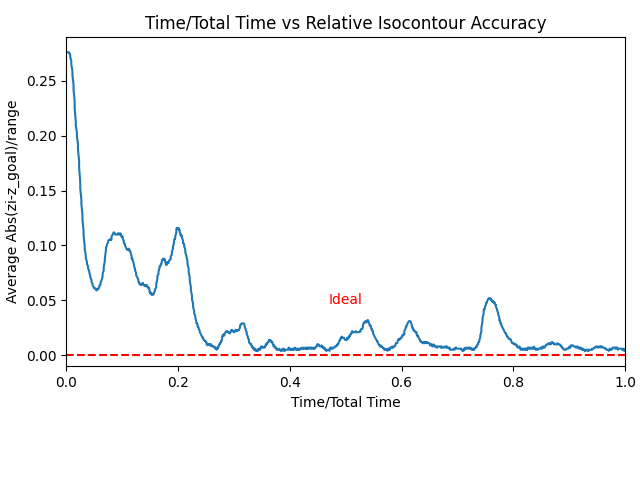 Time/Total Time vs Relative Isocontour Accuracy
Average Abs(zi-z_goal)/range
0.25
0.20
0.15
0.10
0.05
0.00
Ideal
0.0 0.2 0.4 0.6 0.8 1.0
Time/Total Time